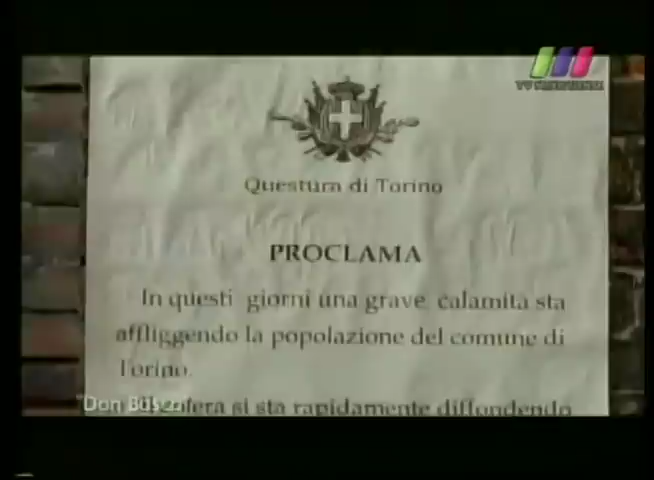 Questura di Torino
PROCLAMA
In questi giorni una grave calamità sta
affliggendo la popolazione del comune di
Torino.
si sta rapidamente diffondendo
"Don Bosco"